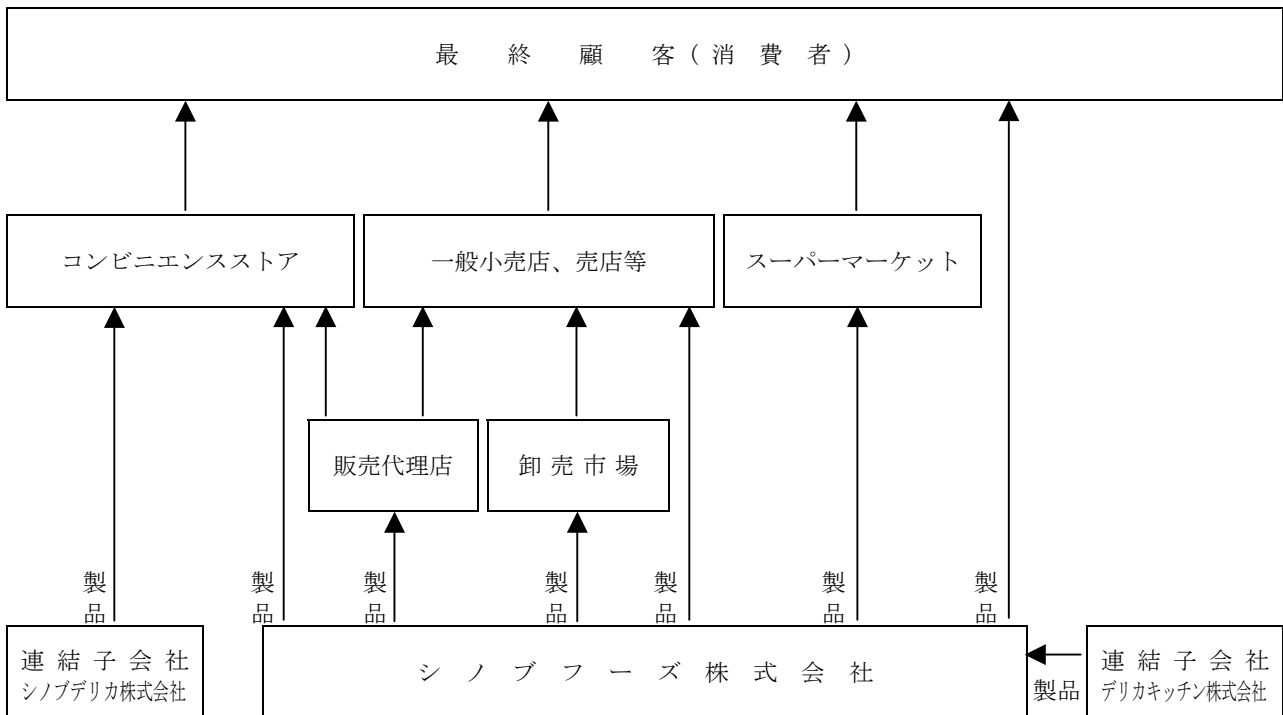 最終顧客(消費者)
コンビニエンスストア
一般小売店、売店等
スーパーマーケット
販売代理店
卸売市場
製品
製品
製品
製品
製品
製品
製品
連結子会社
シノブデリカ株式会社
シノブフーズ株式会社
製品
連結子会社
デリカキッチン株式会社